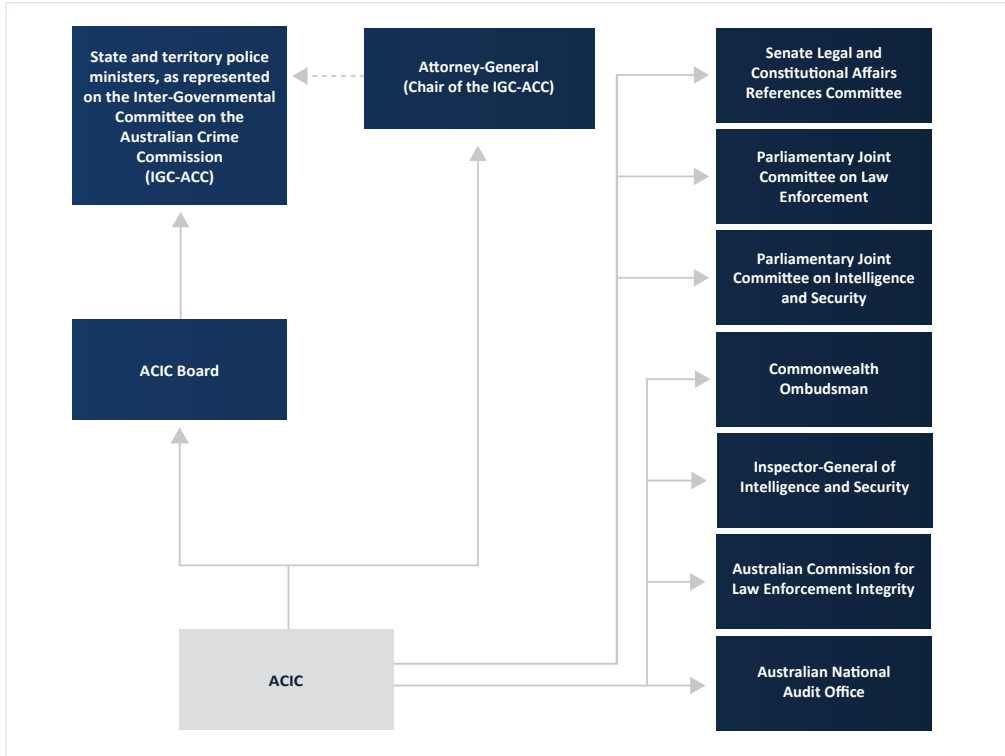 State and territory police
ministers, as represented
on the Inter-Governmental
Committee on the
Australian Crime
Commission
(IGC-ACC)
Attorney-General
(Chair of the IGC-ACC)
Senate Legal and
Constitutional Affairs
References Committee
Parliamentary Joint
Committee on Law
Enforcement
Parliamentary Joint
Committee on Intelligence
and Security
ACIC Board
Commonwealth
Ombudsman
Inspector-General of
Intelligence and Security
Australian Commission for
Law Enforcement Integrity
ACIC
Australian National
Audit Office